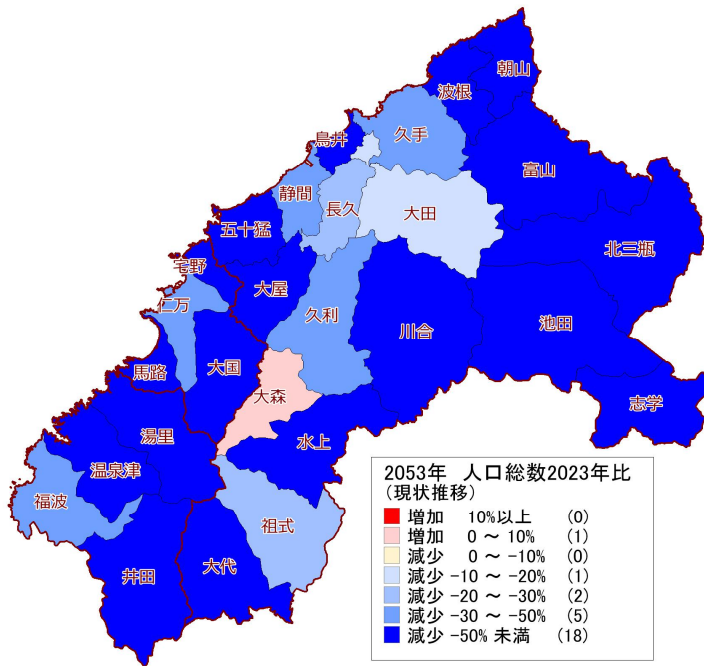 朝山
波根
鳥井
久手
富山
静間
長久
大田
五十猛
北三瓶
宅野
大屋
仁万
久利
川合
池田
馬路
大国
大森
志学
湯里
水上
温泉津
福波
祖式
井田
大代
2053年 人口総数2023年比
(現状推移)
増加 10%以上 (0)
増加 0 ～ 10% (1)
減少 0 ～ -10% (0)
減少 -10 ～ -20% (1)
減少 -20 ～ -30% (2)
減少 -30 ～ -50% (5)
減少 -50% 未満 (18)